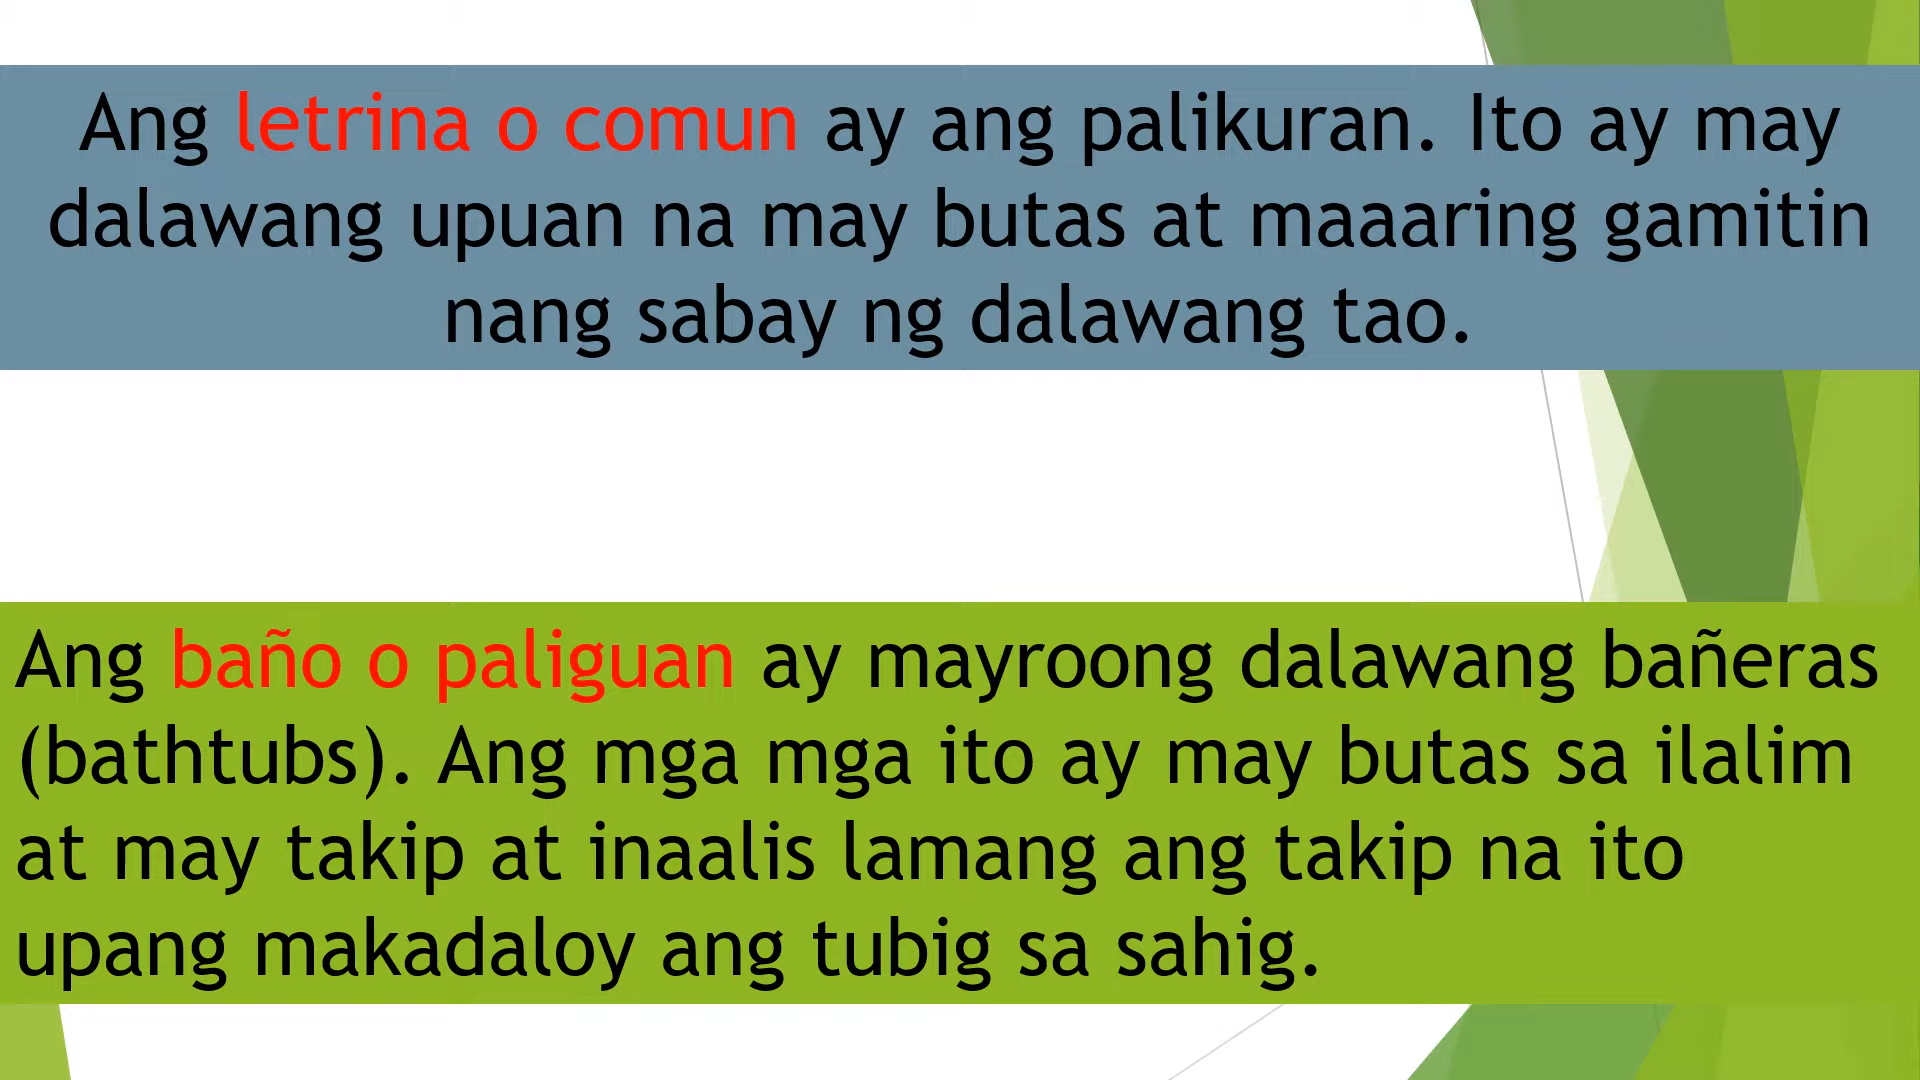 Ang letrina o comun ay ang palikuran. Ito ay may
dalawang upuan na may butas at maaaring gamitin
nang sabay ng dalawang tao.
Ang baño o paliguan ay mayroong dalawang bañeras
(bathtubs). Ang mga mga ito ay may butas sa ilalim
at may takip at inaalis lamang ang takip na ito
upang makadaloy ang tubig sa sahig.